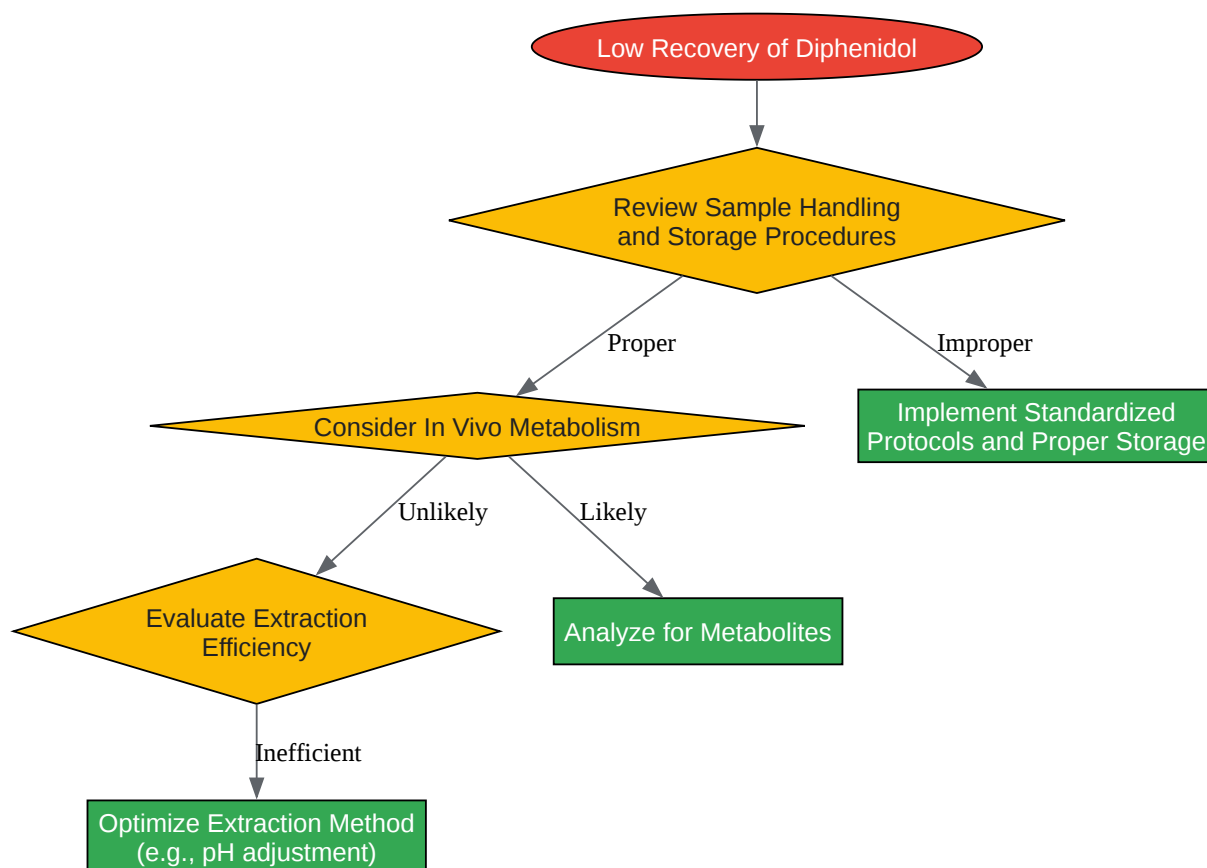 Low Recovery of Diphenidol
Review Sample Handling
and Storage Procedures
Proper
Improper
Consider In Vivo Metabolism
Implement Standardized
Protocols and Proper Storage
Unlikely
Likely
Evaluate Extraction
Efficiency
Analyze for Metabolites
Inefficient
Optimize Extraction Method
(e.g., pH adjustment)